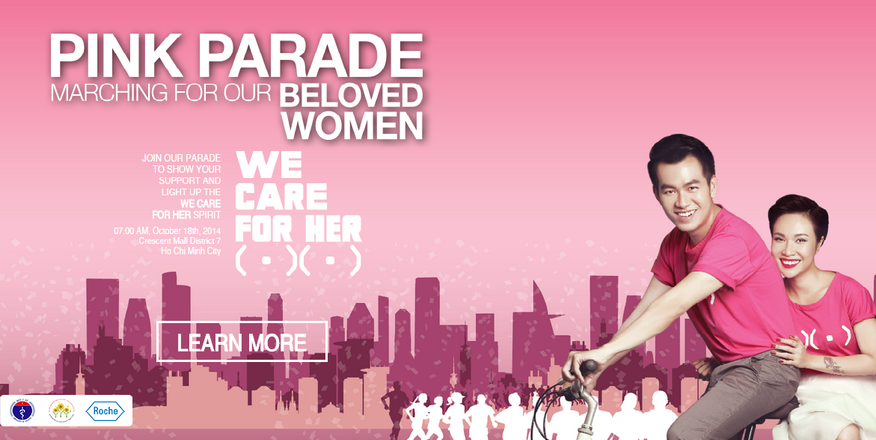 PINK PARADE
MARCHING FOR OUR BELOVED
WOMEN
JOIN OUR PARADE
TO SHOW YOUR
SUPPORT AND
LIGHT UP THE
WE CARE
FOR HER SPIRIT
07:00 AM, October 18th, 2014
Crescent Mall District 7
Ho Chi Minh City
WE
CARE
FOR HER
( · )( · )
LEARN MORE
Roche
)( · )